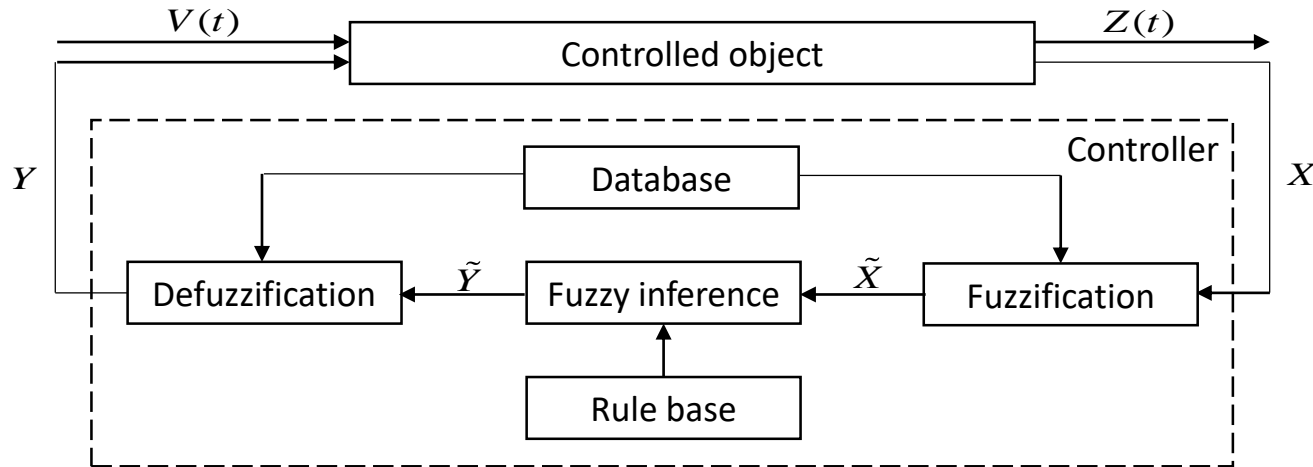 V(t)
Z(t)
Controlled object
Controller
Y
Database
X
Defuzzification
Ỹ
Fuzzy inference
X̃
Fuzzification
Rule base